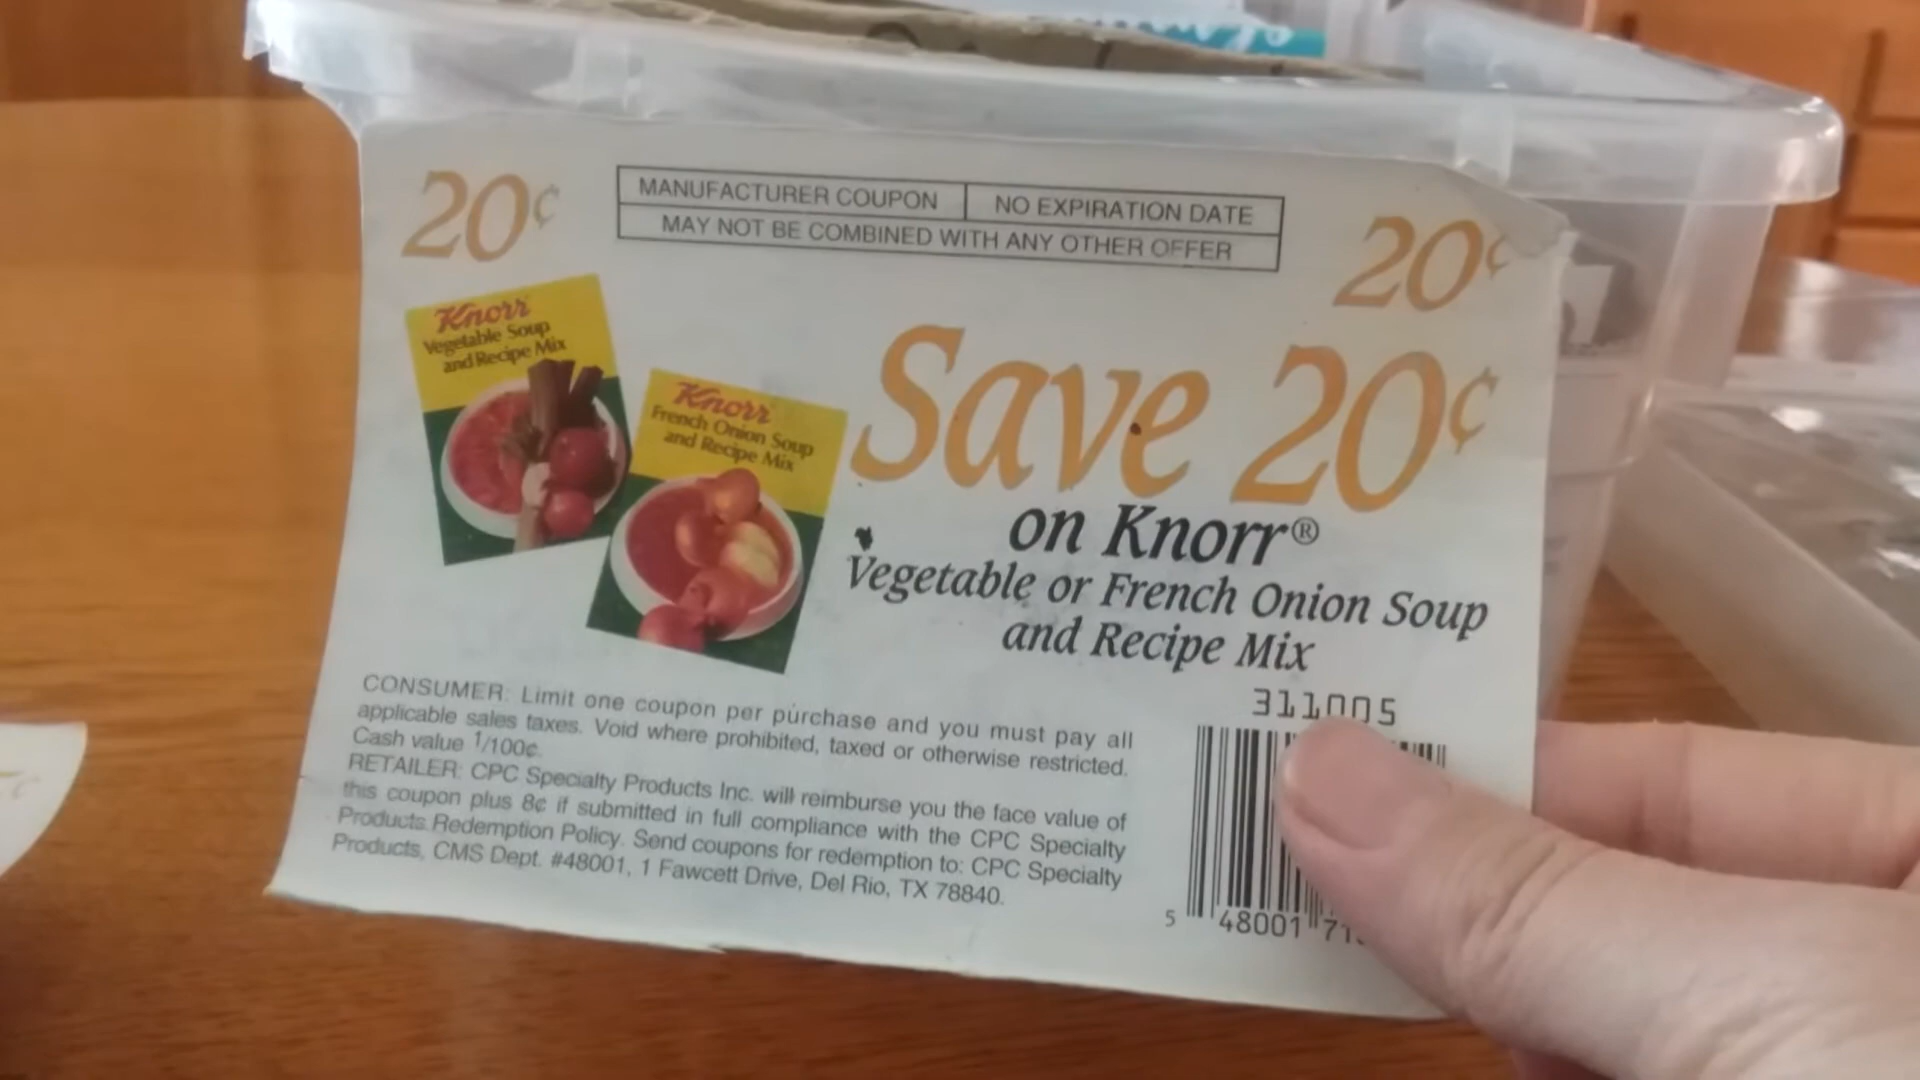 20¢
MANUFACTURER COUPON
NO EXPIRATION DATE
MAY NOT BE COMBINED WITH ANY OTHER OFFER
20¢
Knorr
Vegetable Soup
and Recipe Mix
Knorr
French Onion Soup
and Recipe Mix
Save 20¢
on Knorr®
Vegetable or French Onion Soup
and Recipe Mix
CONSUMER: Limit one coupon per purchase and you must pay all
applicable sales taxes. Void where prohibited, taxed or otherwise restricted.
Cash value 1/100¢.
RETAILER: CPC Specialty Products Inc. will reimburse you the face value of
this coupon plus 8¢ if submitted in full compliance with the CPC Specialty
Products Redemption Policy. Send coupons for redemption to: CPC Specialty
Products, CMS Dept. #48001, 1 Fawcett Drive, Del Rio, TX 78840.
311005
5 48001